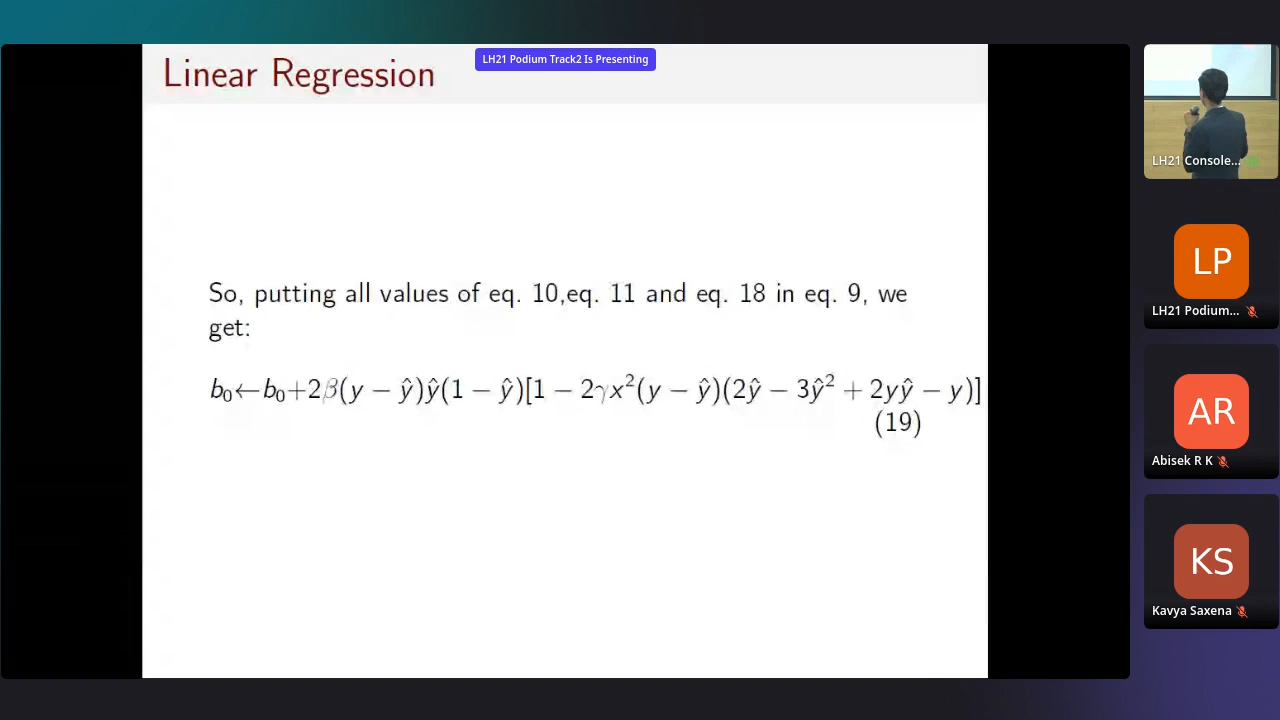 Linear Regression
LH21 Podium Track2 Is Presenting
So, putting all values of eq. 10,eq. 11 and eq. 18 in eq. 9, we
get:
b₀←b₀+2β(y − ŷ)ŷ(1 − ŷ)[1 − 2γx²(y − ŷ)(2ŷ − 3ŷ² + 2yŷ − y)]
(19)
LH21 Console...
LP
LH21 Podium...
AR
Abisek R K
KS
Kavya Saxena